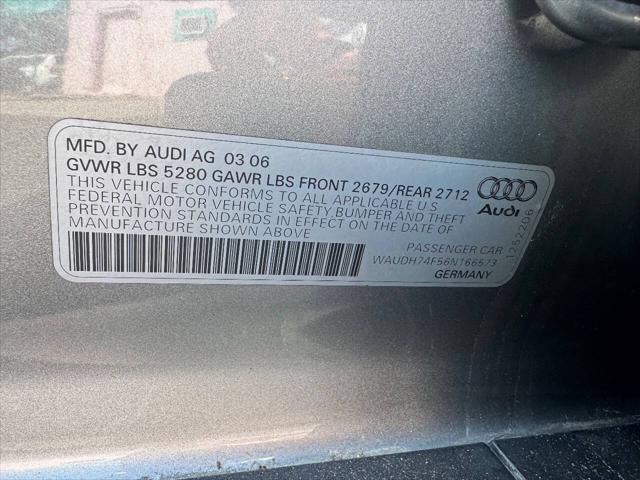 MFD. BY AUDI AG 03 06
GVWR LBS 5280 GAWR LBS FRONT 2679/REAR 2712
THIS VEHICLE CONFORMS TO ALL APPLICABLE U.S
FEDERAL MOTOR VEHICLE SAFETY, BUMPER AND THEFT
PREVENTION STANDARDS IN EFFECT ON THE DATE OF
MANUFACTURE SHOWN ABOVE
Audi
1252206
PASSENGER CAR
WAUDH74F56N166573
GERMANY